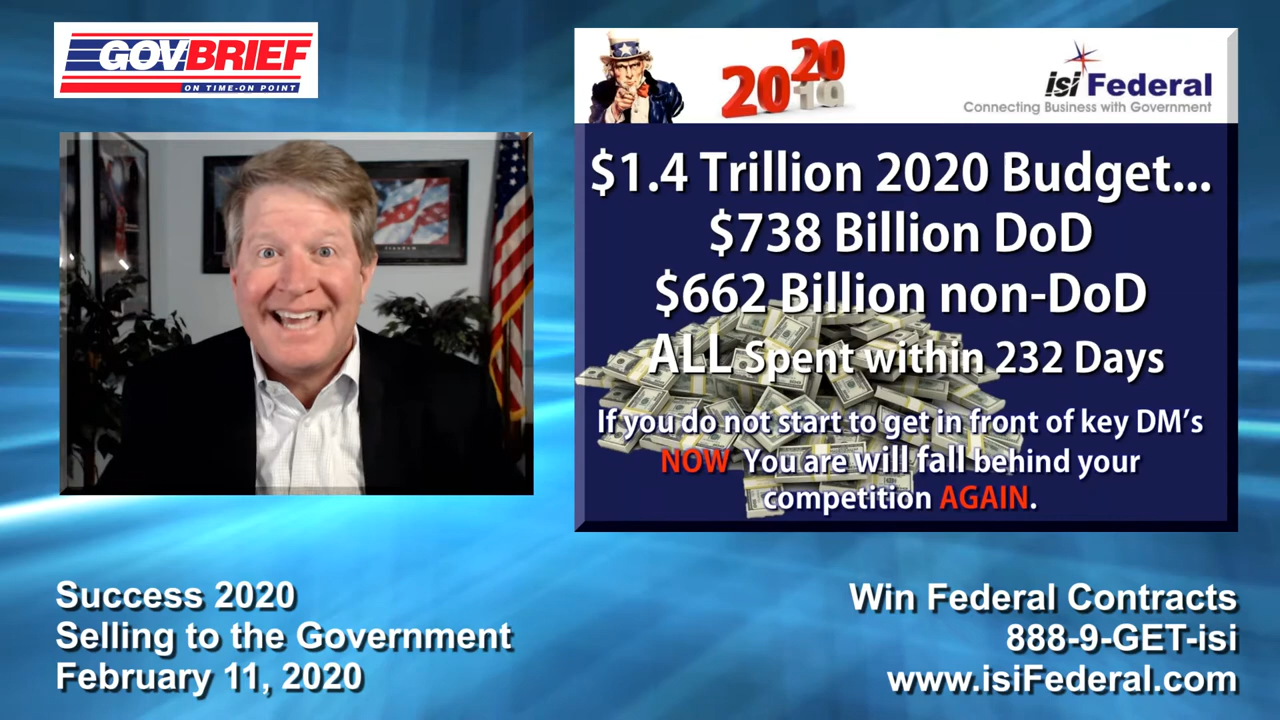 GOVBRIEF
ON TIME-ON POINT
2020
19
isi Federal
Connecting Business with Government
$1.4 Trillion 2020 Budget...
$738 Billion DoD
$662 Billion non-DoD
ALL Spent within 232 Days
If you do not start to get in front of key DM's
NOW You are will fall behind your
competition AGAIN.
Success 2020
Selling to the Government
February 11, 2020
Win Federal Contracts
888-9-GET-isi
www.isiFederal.com